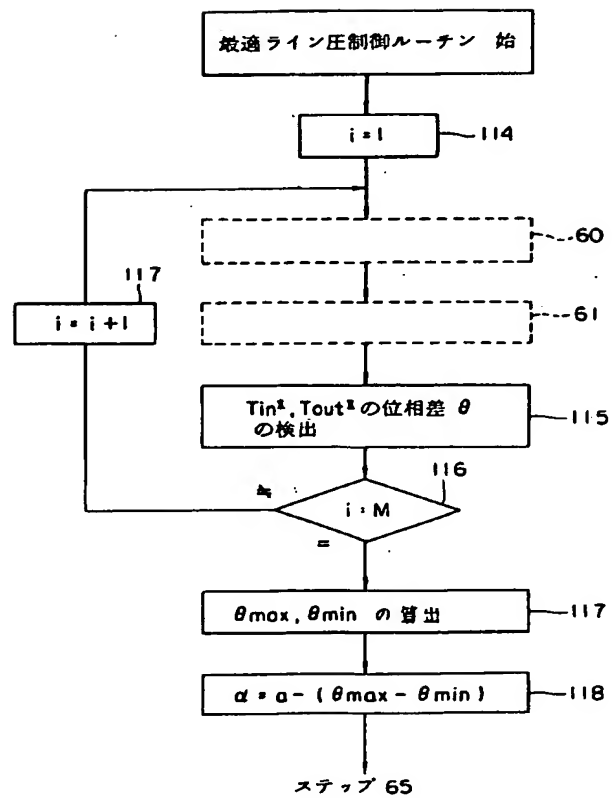 最適ライン圧制御ルーチン 始
i = 1
114
60
117
i = i + 1
61
Tinˣ, Toutˣ の位相差 θ
の検出
115
116
≒
i : M
=
θmax, θmin の算出
117
α = a - ( θmax - θmin )
118
ステップ 65